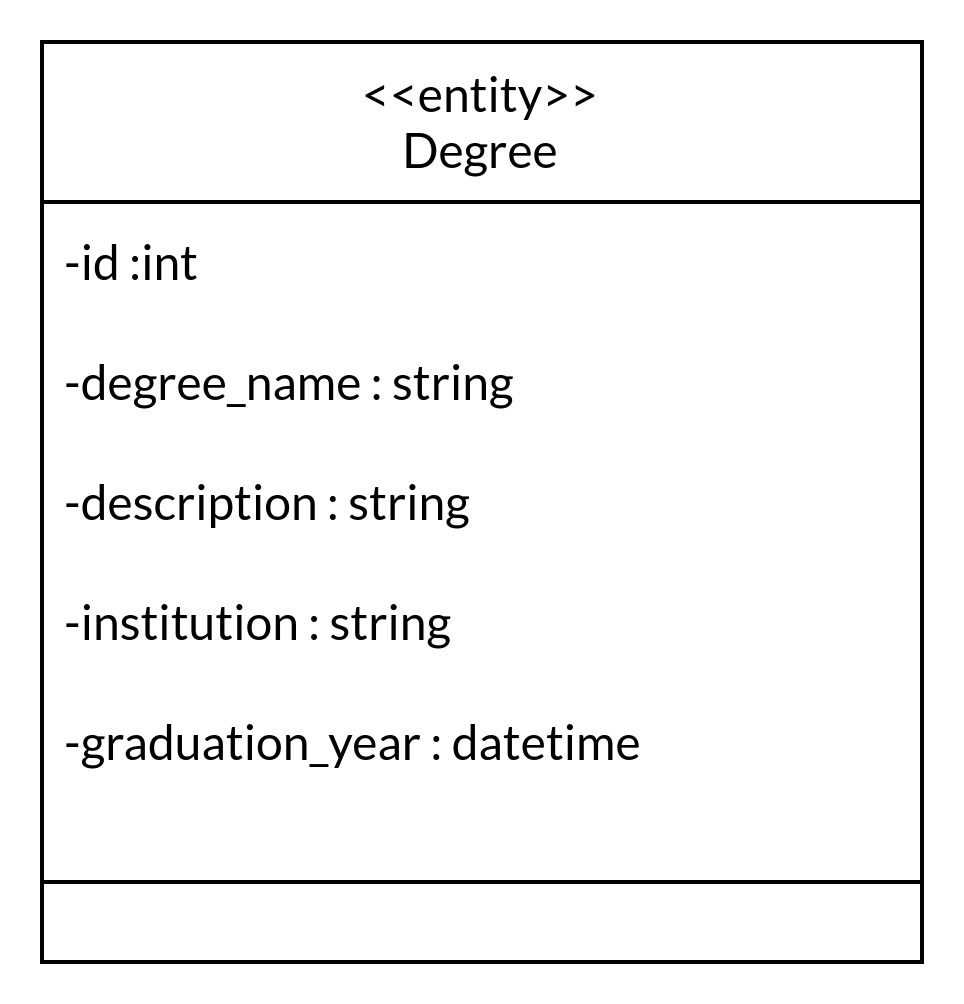 <<entity>>
Degree
-id :int
-degree_name : string
-description : string
-institution : string
-graduation_year : datetime